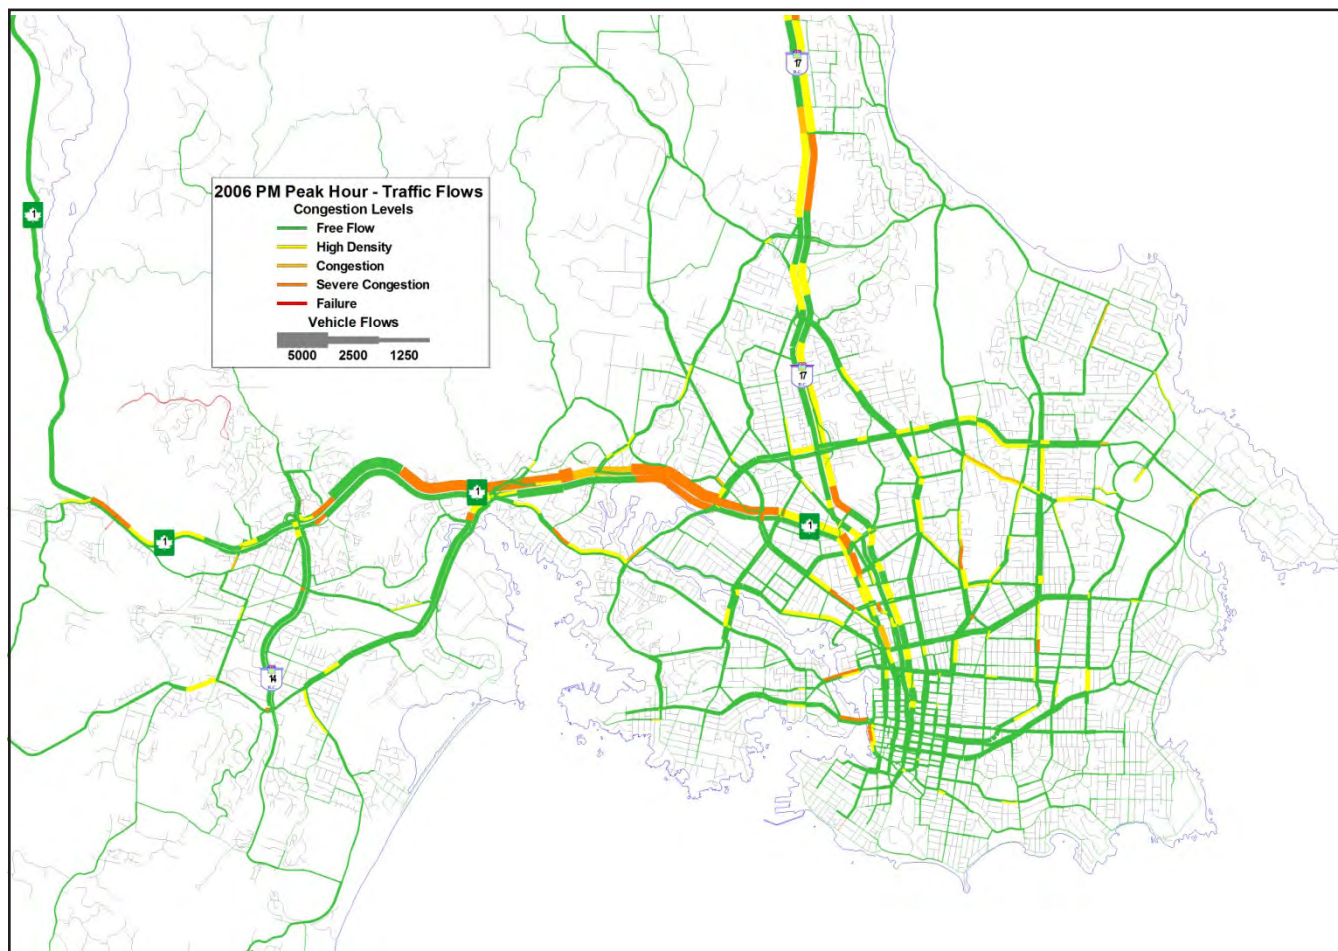 17
1
2006 PM Peak Hour - Traffic Flows
Congestion Levels
Free Flow
High Density
Congestion
Severe Congestion
Failure
Vehicle Flows
5000 2500 1250
17
1
1
1
14